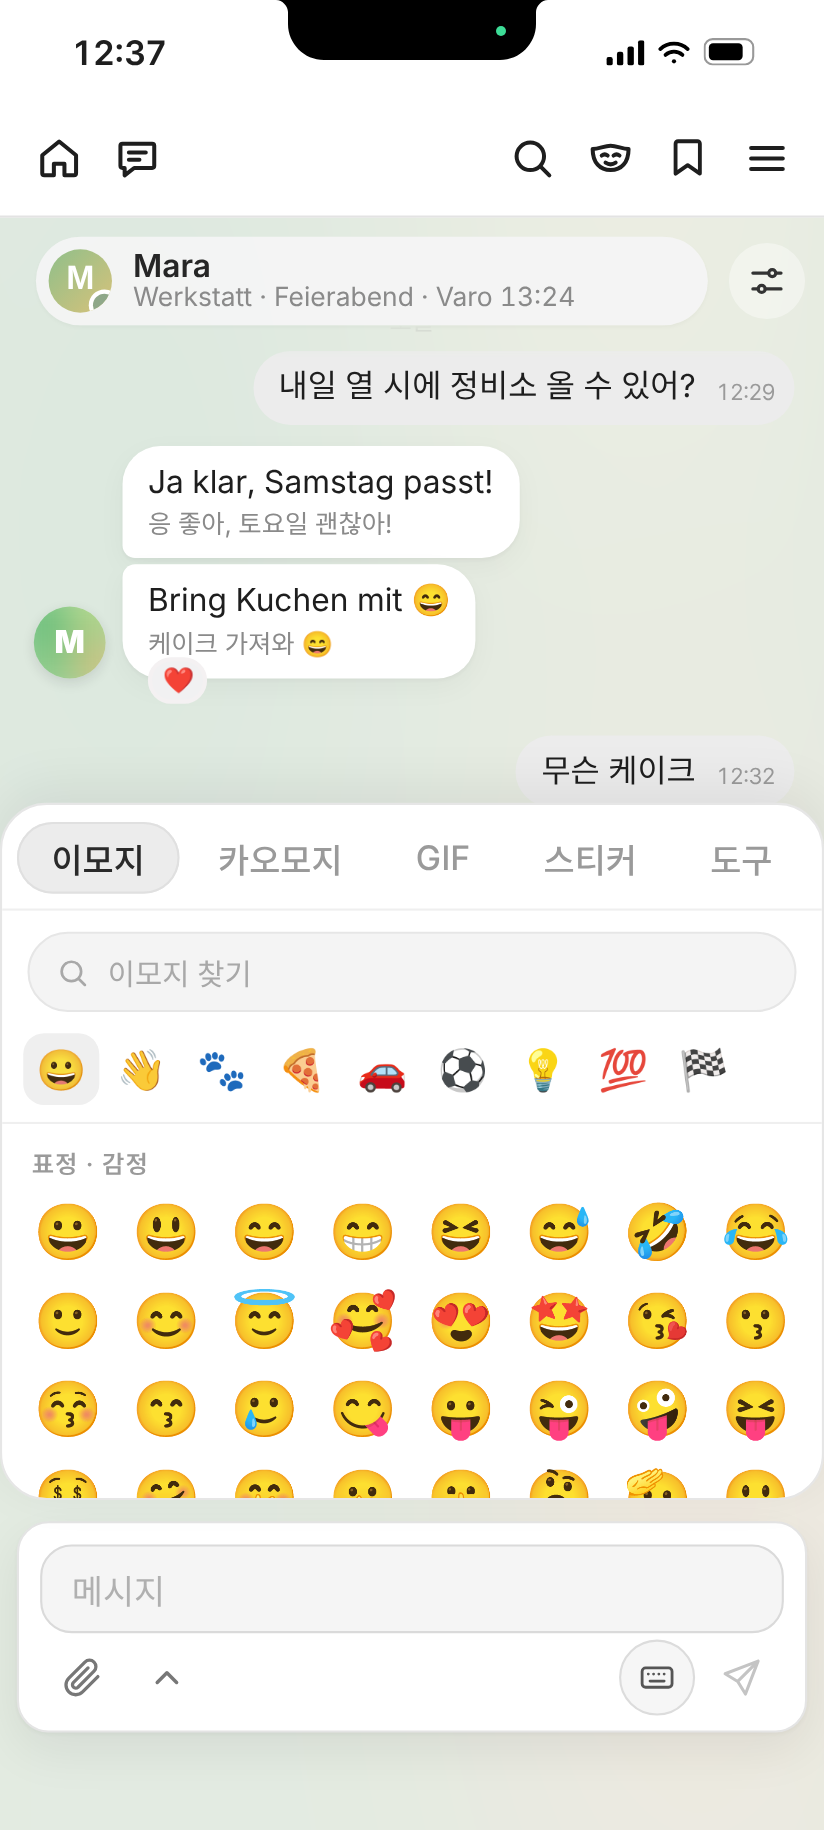 12:37
M
Mara
Werkstatt · Feierabend · Varo 13:24
내일 열 시에 정비소 올 수 있어? 12:29
Ja klar, Samstag passt!
응 좋아, 토요일 괜찮아!
Bring Kuchen mit 😄
케이크 가져와 😄
M
❤️
무슨 케이크 12:32
이모지 카오모지 GIF 스티커 도구
이모지 찾기
표정 · 감정
메시지